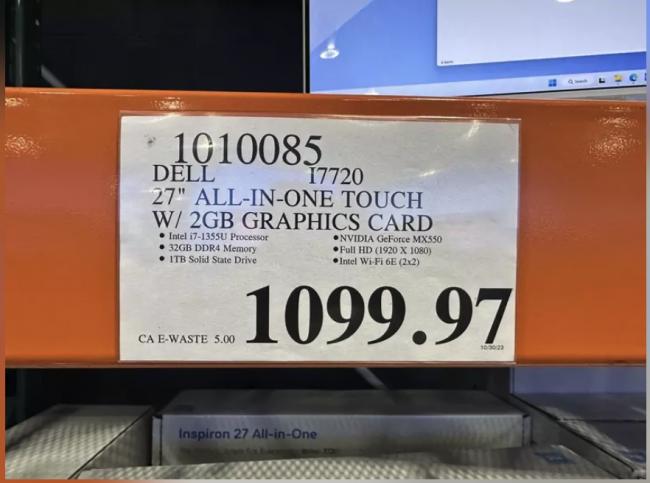 Search
1010085
DELL 17720
27" ALL-IN-ONE TOUCH
W/ 2GB GRAPHICS CARD
• Intel i7-1355U Processor
• 32GB DDR4 Memory
• 1TB Solid State Drive
• NVIDIA GeForce MX550
• Full HD (1920 X 1080)
• Intel Wi-Fi 6E (2x2)
CA E-WASTE 5.00 1099.97
10/30/23
Inspiron 27 All-in-One